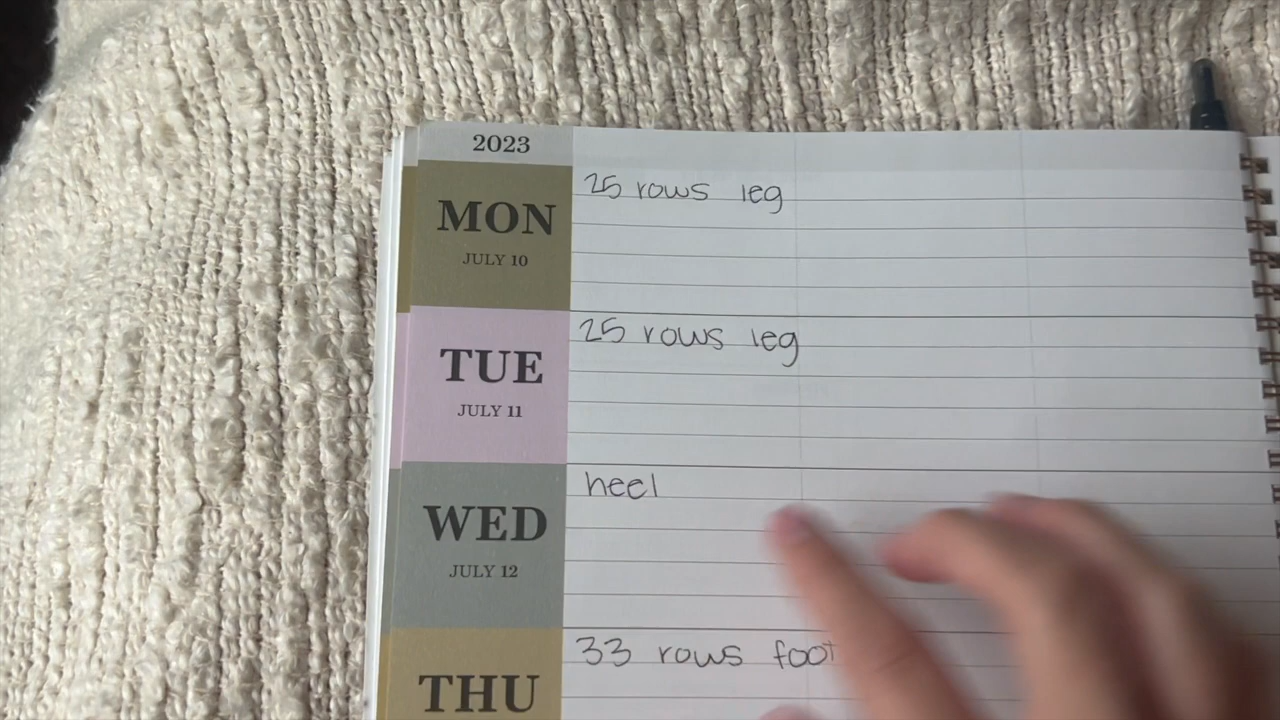 2023
MON
JULY 10
25 rows leg
TUE
JULY 11
25 rows leg
WED
JULY 12
heel
THU
33 rows foot